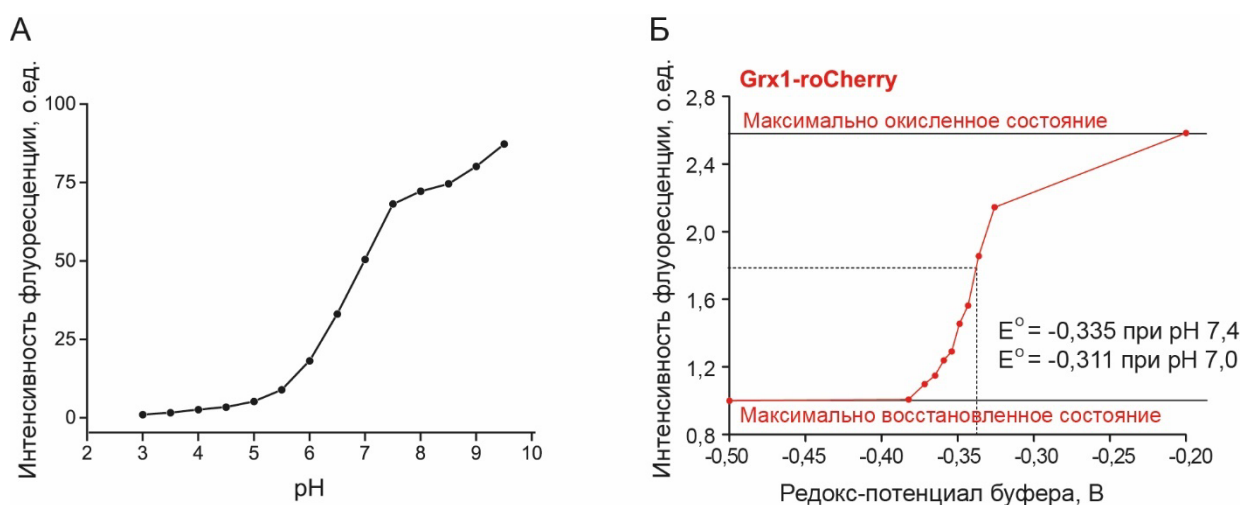 А
Интенсивность флуоресценции, о.ед.
100
75
50
25
0
2 3 4 5 6 7 8 9 10
pH
Б
Grx1-roCherry
Интенсивность флуоресценции, о.ед.
2,8
2,4
2,0
1,6
1,2
0,8
Максимально окисленное состояние
E° = -0,335 при pH 7,4
E° = -0,311 при pH 7,0
Максимально восстановленное состояние
-0,50 -0,45 -0,40 -0,35 -0,30 -0,25 -0,20
Редокс-потенциал буфера, В